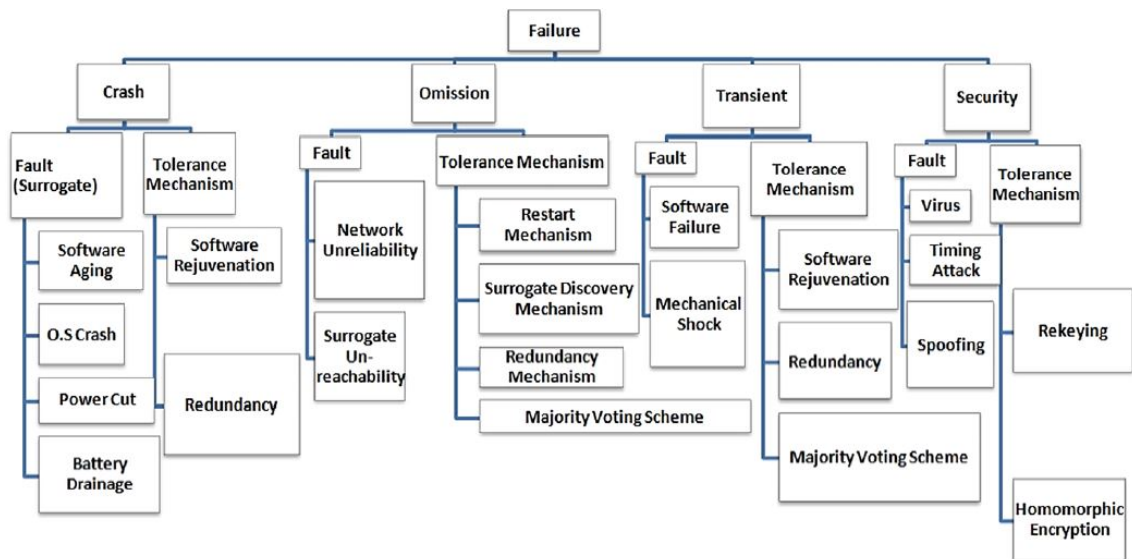 Failure
Crash
Omission
Transient
Security
Fault
(Surrogate)
Tolerance
Mechanism
Software
Aging
O.S Crash
Power Cut
Battery
Drainage
Software
Rejuvenation
Redundancy
Fault
Tolerance Mechanism
Network
Unreliability
Surrogate
Un-
reachability
Restart
Mechanism
Surrogate Discovery
Mechanism
Redundancy
Mechanism
Majority Voting Scheme
Fault
Tolerance
Mechanism
Software
Failure
Mechanical
Shock
Software
Rejuvenation
Redundancy
Majority Voting Scheme
Fault
Tolerance
Mechanism
Virus
Timing
Attack
Spoofing
Rekeying
Homomorphic
Encryption